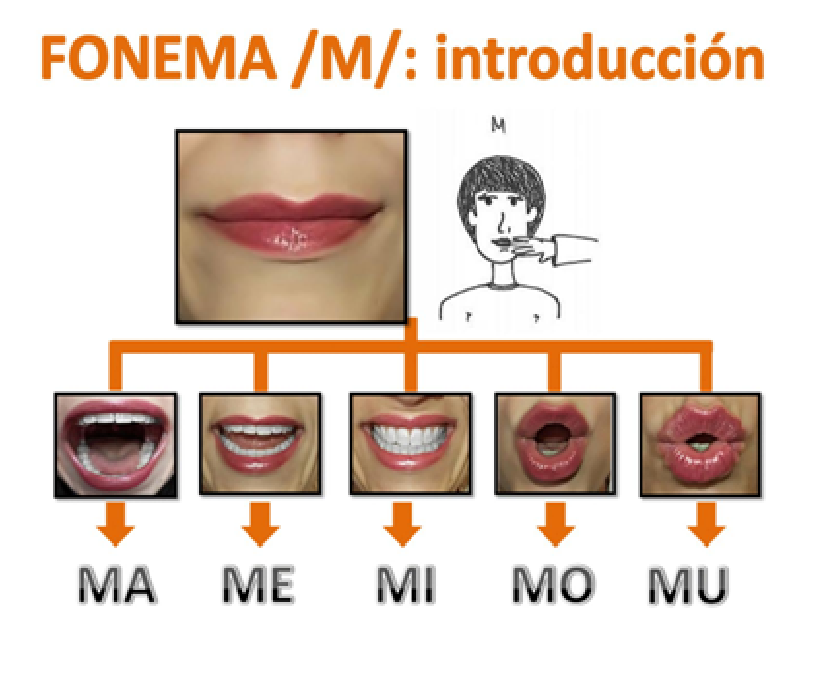 FONEMA /M/: introducción
M
MA ME MI MO MU